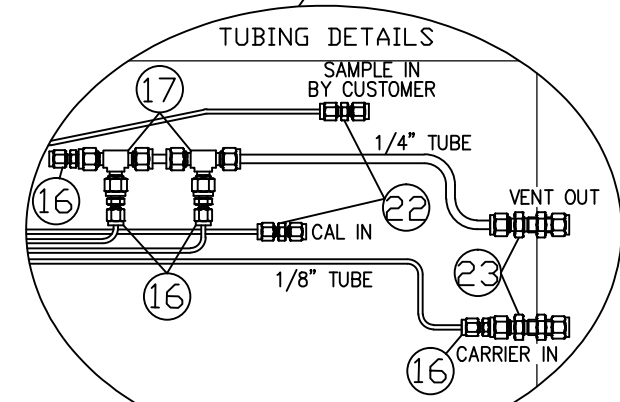 TUBING DETAILS
SAMPLE IN
BY CUSTOMER
17
1/4" TUBE
16
22
VENT OUT
CAL IN
23
16
1/8" TUBE
CARRIER IN
16